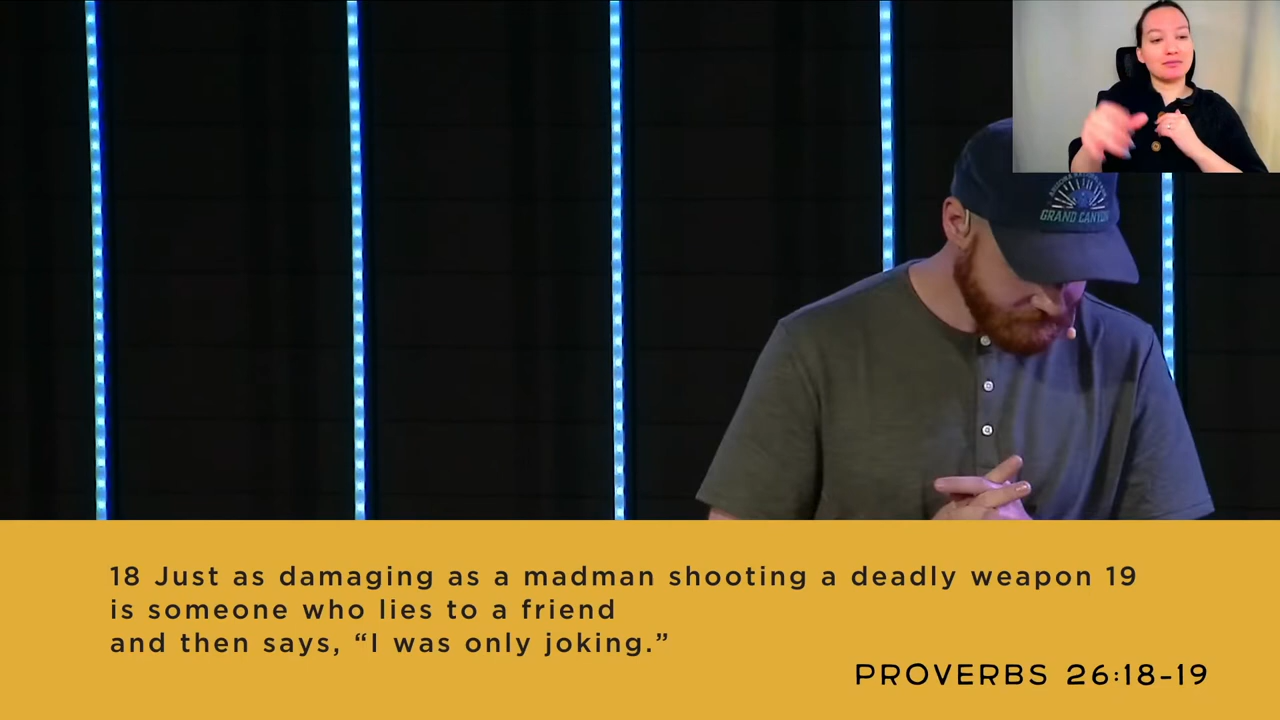 GRAND CANYON
18 Just as damaging as a madman shooting a deadly weapon 19
is someone who lies to a friend
and then says, “I was only joking.”
PROVERBS 26:18-19